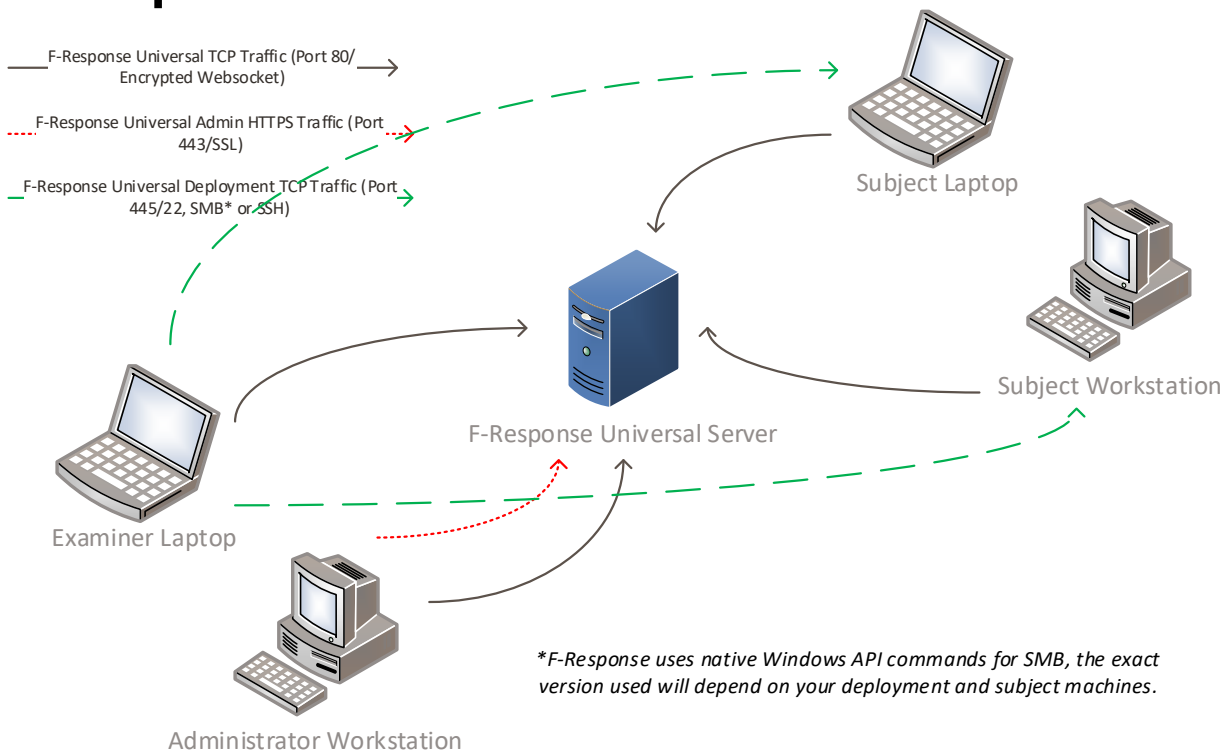 F-Response Universal TCP Traffic (Port 80/
Encrypted Websocket)
F-Response Universal Admin HTTPS Traffic (Port
443/SSL)
F-Response Universal Deployment TCP Traffic (Port
445/22, SMB* or SSH)
Subject Laptop
Subject Workstation
F-Response Universal Server
Examiner Laptop
*F-Response uses native Windows API commands for SMB, the exact
version used will depend on your deployment and subject machines.
Administrator Workstation